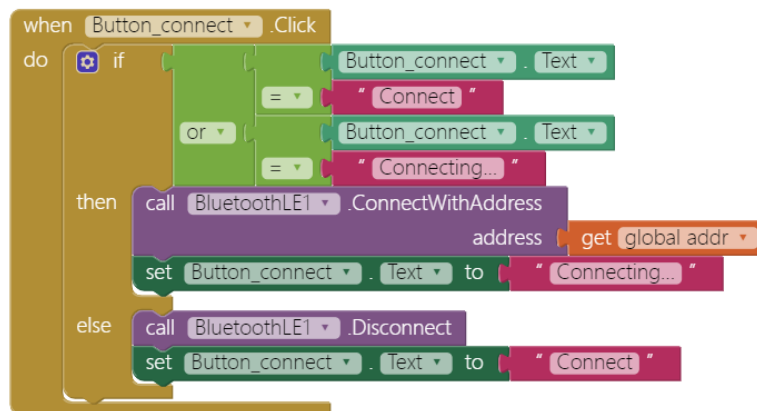 when Button_connect .Click
do if Button_connect . Text
= " Connect "
or Button_connect . Text
= " Connecting... "
then call BluetoothLE1 .ConnectWithAddress
address get global addr
set Button_connect . Text to " Connecting... "
else call BluetoothLE1 .Disconnect
set Button_connect . Text to " Connect "